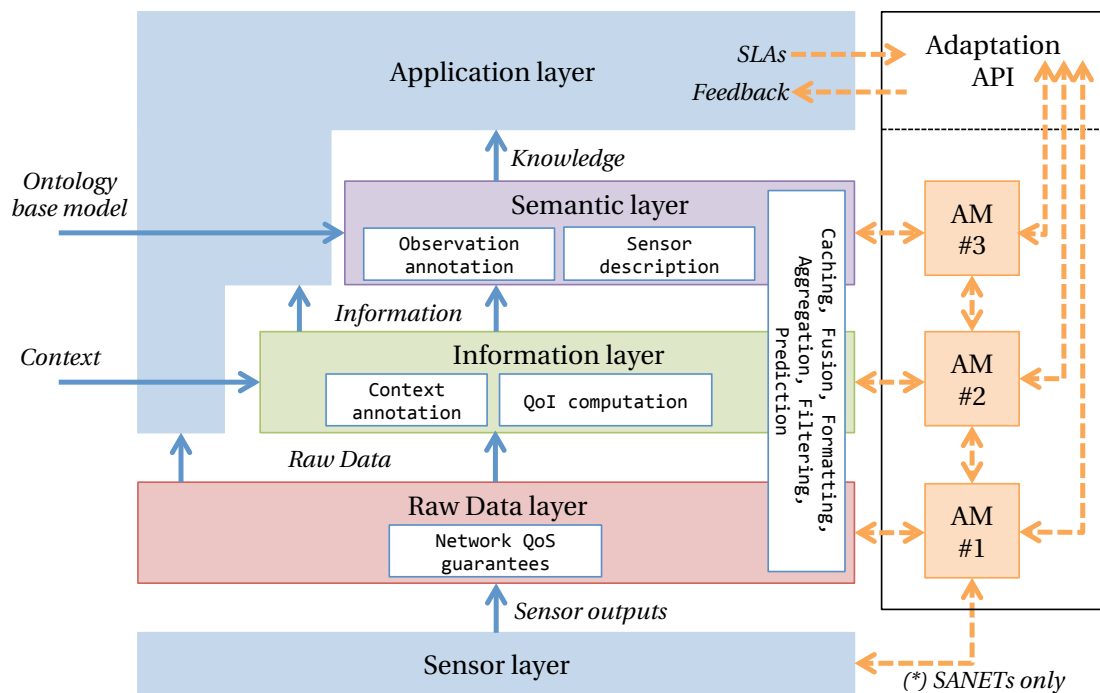 Application layer
SLAs
Feedback
Adaptation
API
Knowledge
Ontology
base model
Semantic layer
Observation
annotation
Sensor
description
AM
#3
Caching, Fusion, Formatting,
Aggregation, Filtering,
Prediction
Information
Context
Information layer
Context
annotation
QoI computation
AM
#2
Raw Data
Raw Data layer
Network QoS
guarantees
AM
#1
Sensor outputs
Sensor layer
(*) SANETs only